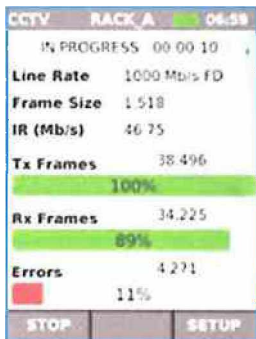 CCTV RACK_A 06:59
IN PROGRESS 00 00 10
Line Rate 1000 Mb/s FD
Frame Size 1.518
IR (Mb/s) 46 75
Tx Frames 38 496
100%
Rx Frames 34.225
89%
Errors 4.271
11%
STOP SETUP